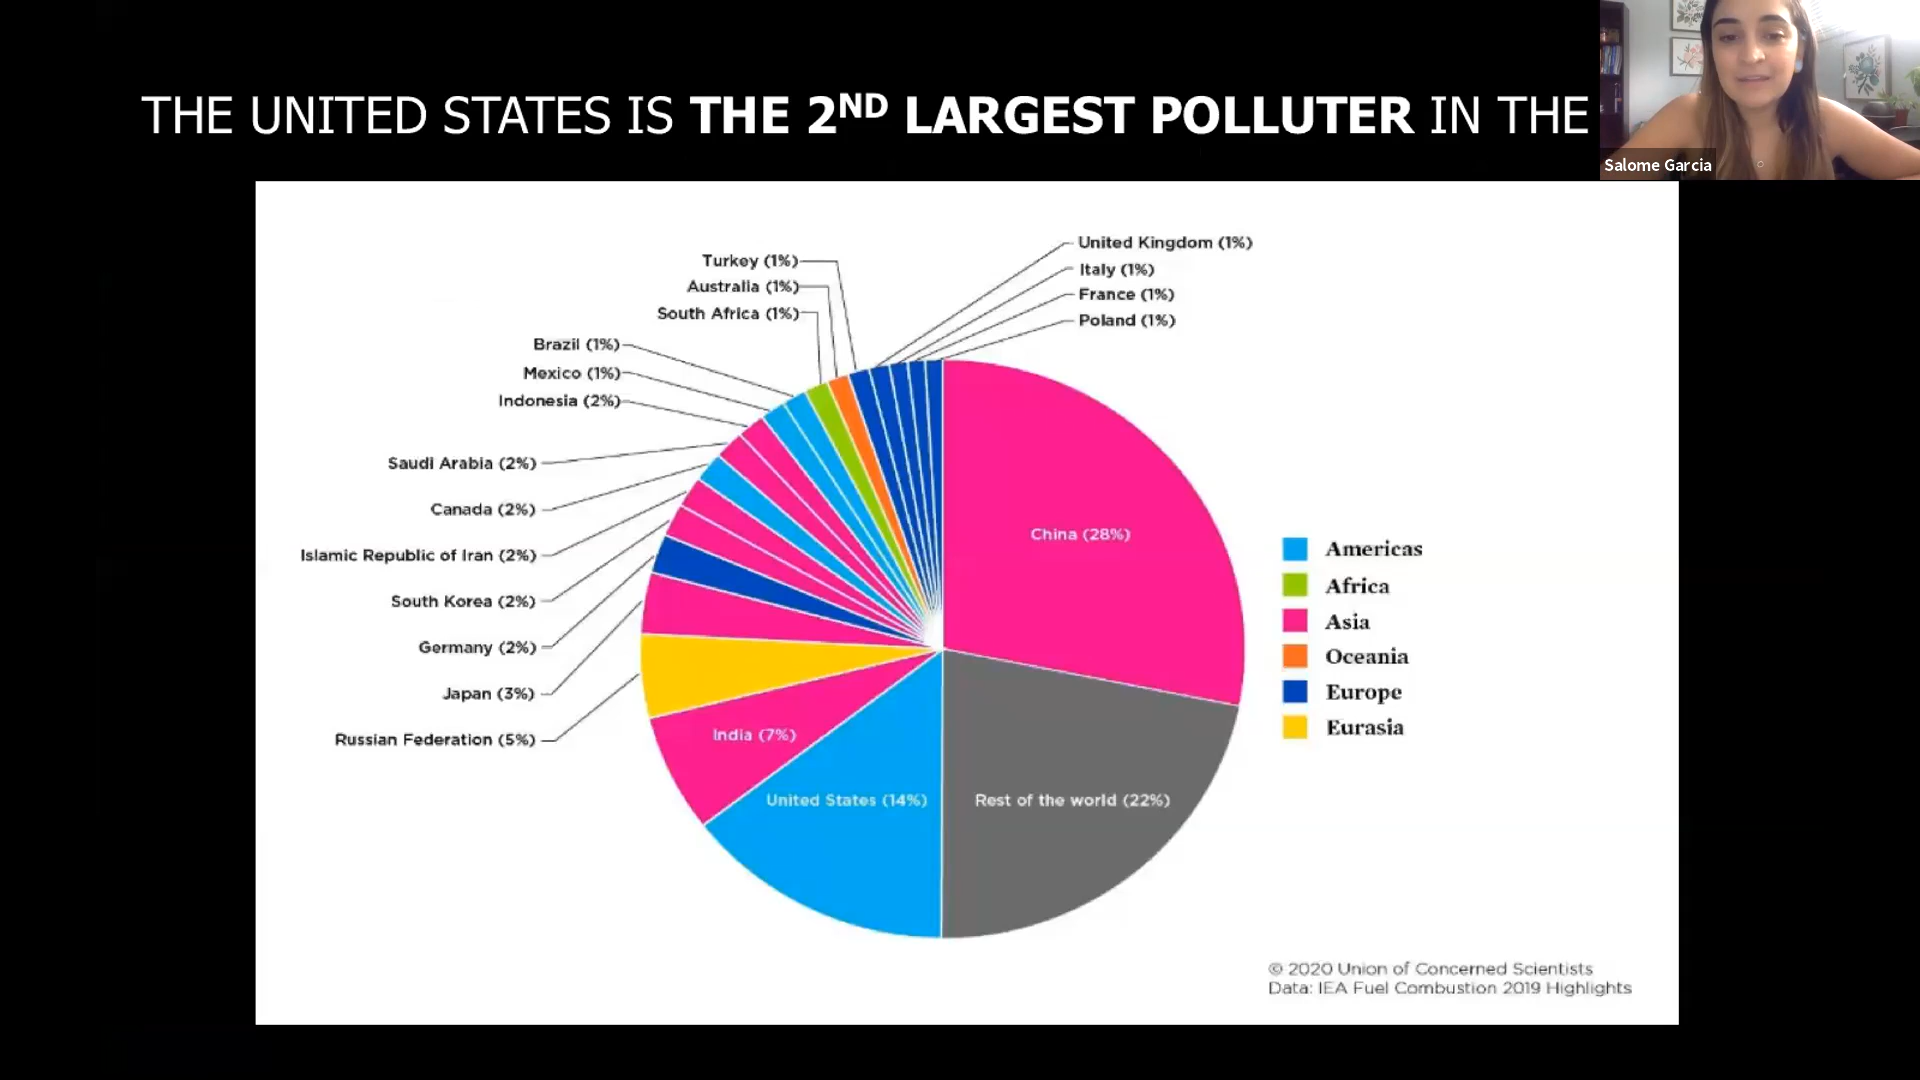 THE UNITED STATES IS THE 2ND LARGEST POLLUTER IN THE
Salome Garcia
United Kingdom (1%)
Italy (1%)
France (1%)
Poland (1%)
Turkey (1%)
Australia (1%)
South Africa (1%)
Brazil (1%)
Mexico (1%)
Indonesia (2%)
Saudi Arabia (2%)
Canada (2%)
Islamic Republic of Iran (2%)
South Korea (2%)
Germany (2%)
Japan (3%)
Russian Federation (5%)
China (28%)
India (7%)
United States (14%)
Rest of the world (22%)
Americas
Africa
Asia
Oceania
Europe
Eurasia
© 2020 Union of Concerned Scientists
Data: IEA Fuel Combustion 2019 Highlights